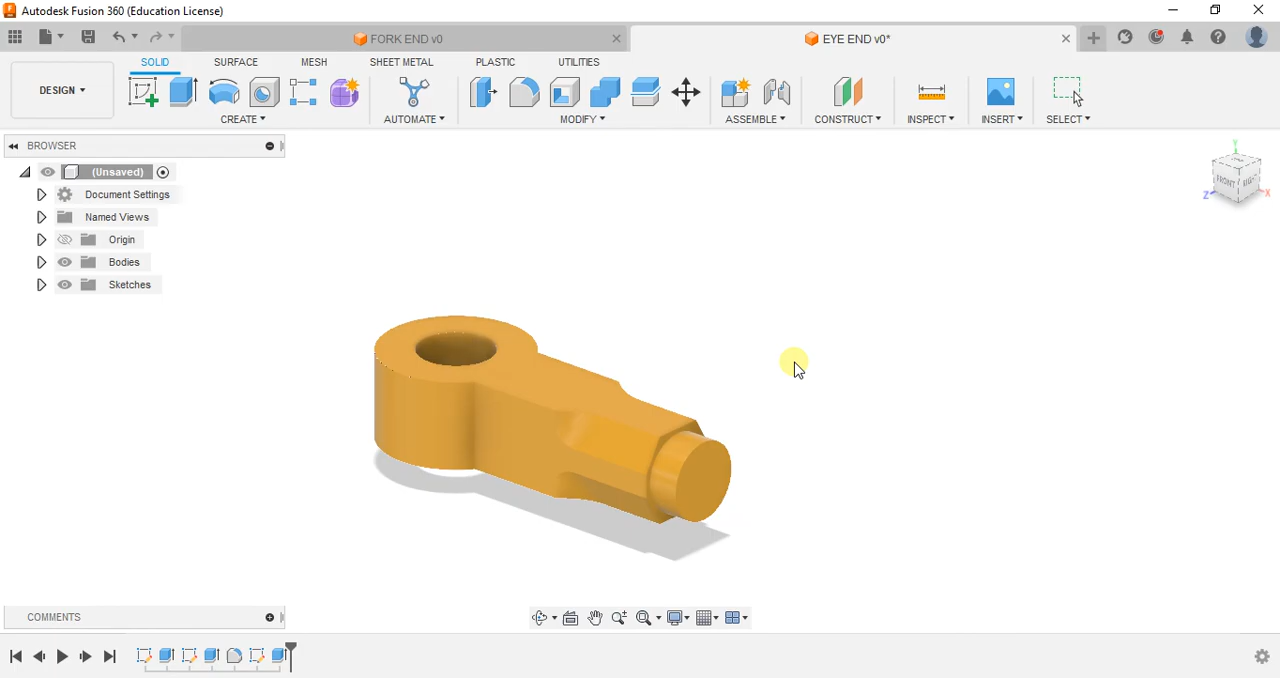 Autodesk Fusion 360 (Education License)
FORK END v0
EYE END v0*
DESIGN
SOLID SURFACE MESH SHEET METAL PLASTIC UTILITIES
CREATE AUTOMATE MODIFY ASSEMBLE CONSTRUCT INSPECT INSERT SELECT
BROWSER
(Unsaved)
Document Settings
Named Views
Origin
Bodies
Sketches
Y
FRONT
Z
X
COMMENTS